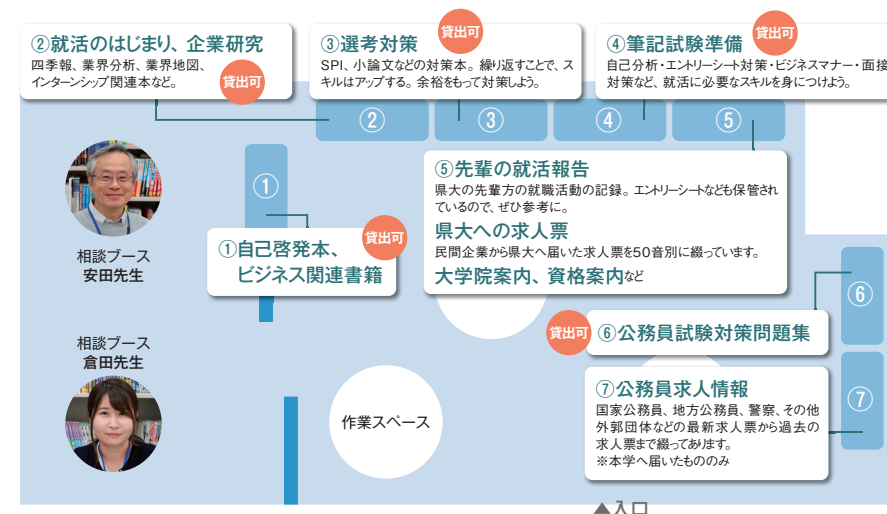 ②就活のはじまり、企業研究
四季報、業界分析、業界地図、
インターンシップ関連本など。
貸出可
③選考対策
貸出可
SPI、小論文などの対策本。繰り返すことで、ス
キルはアップする。余裕をもって対策しよう。
④筆記試験準備
貸出可
自己分析・エントリーシート対策・ビジネスマナー・面接
対策など、就活に必要なスキルを身につけよう。
②
③
④
⑤
①
相談ブース
安田先生
①自己啓発本、
ビジネス関連書籍
貸出可
⑤先輩の就活報告
県大の先輩方の就職活動の記録。エントリーシートなども保管され
ているので、ぜひ参考に。
県大への求人票
民間企業から県大へ届いた求人票を50音別に綴っています。
大学院案内、資格案内など
⑥
貸出可
⑥公務員試験対策問題集
相談ブース
倉田先生
作業スペース
⑦公務員求人情報
国家公務員、地方公務員、警察、その他
外郭団体などの最新求人票から過去の
求人票まで綴ってあります。
※本学へ届いたもののみ
⑦
▲入口